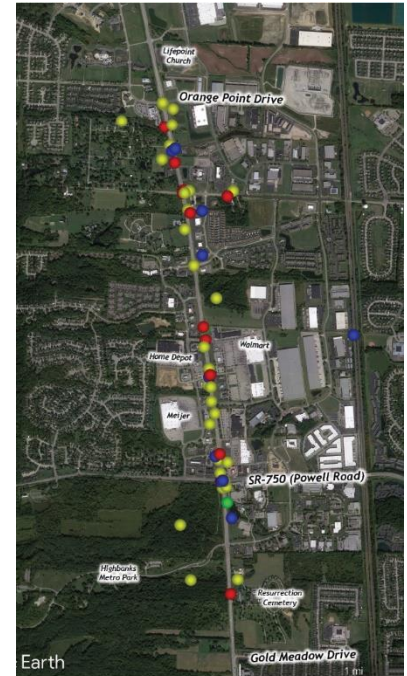 Lifepoint
Church
Orange Point Drive
Walmart
Home Depot
Meijer
SR-750 (Powell Road)
Highbanks
Metro Park
Resurrection
Cemetery
Gold Meadow Drive
Earth
1 mi